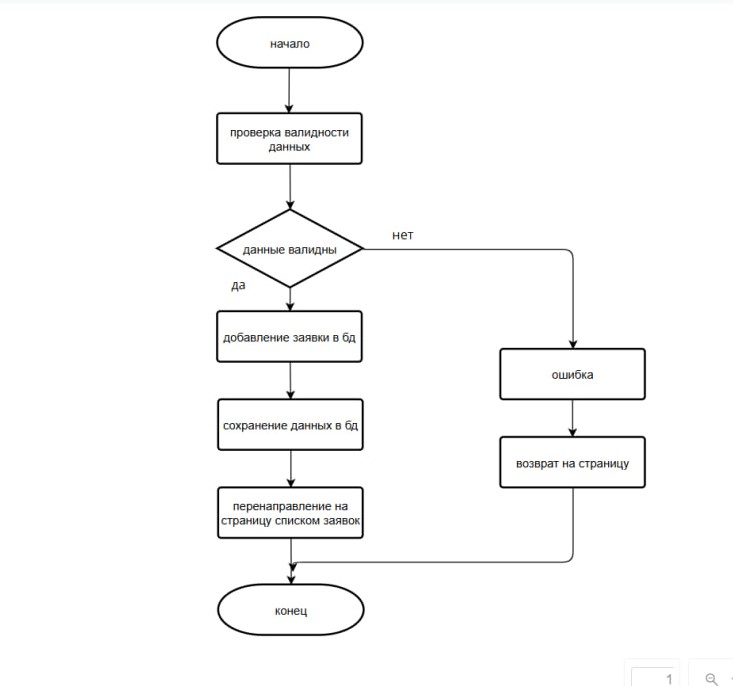 начало
проверка валидности
данных
данные валидны
нет
да
добавление заявки в бд
ошибка
сохранение данных в бд
возврат на страницу
перенаправление на
страницу списком заявок
конец
1